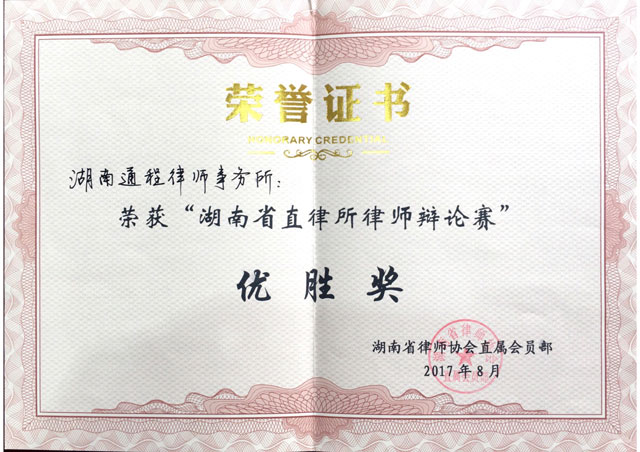 荣誉证书
HONORARY CREDENTIAL
湖南通程律师事务所：
荣获“湖南省直律所律师辩论赛”
优胜奖
湖南省律师协会直属会员部
2017年8月